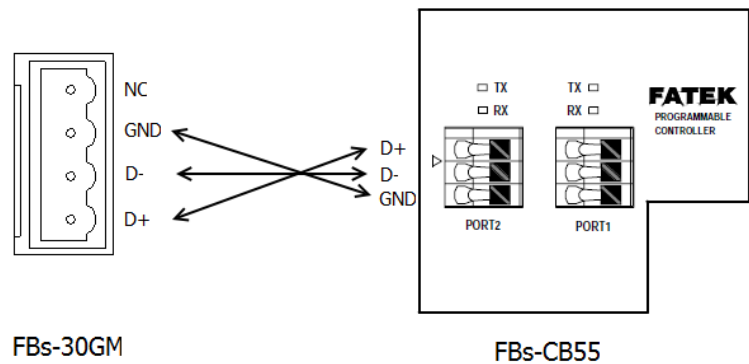 NC
GND
D-
D+
FBs-30GM
D+
D-
GND
TX
RX
PORT2
TX
RX
PORT1
FATEK
PROGRAMMABLE
CONTROLLER
FBs-CB55